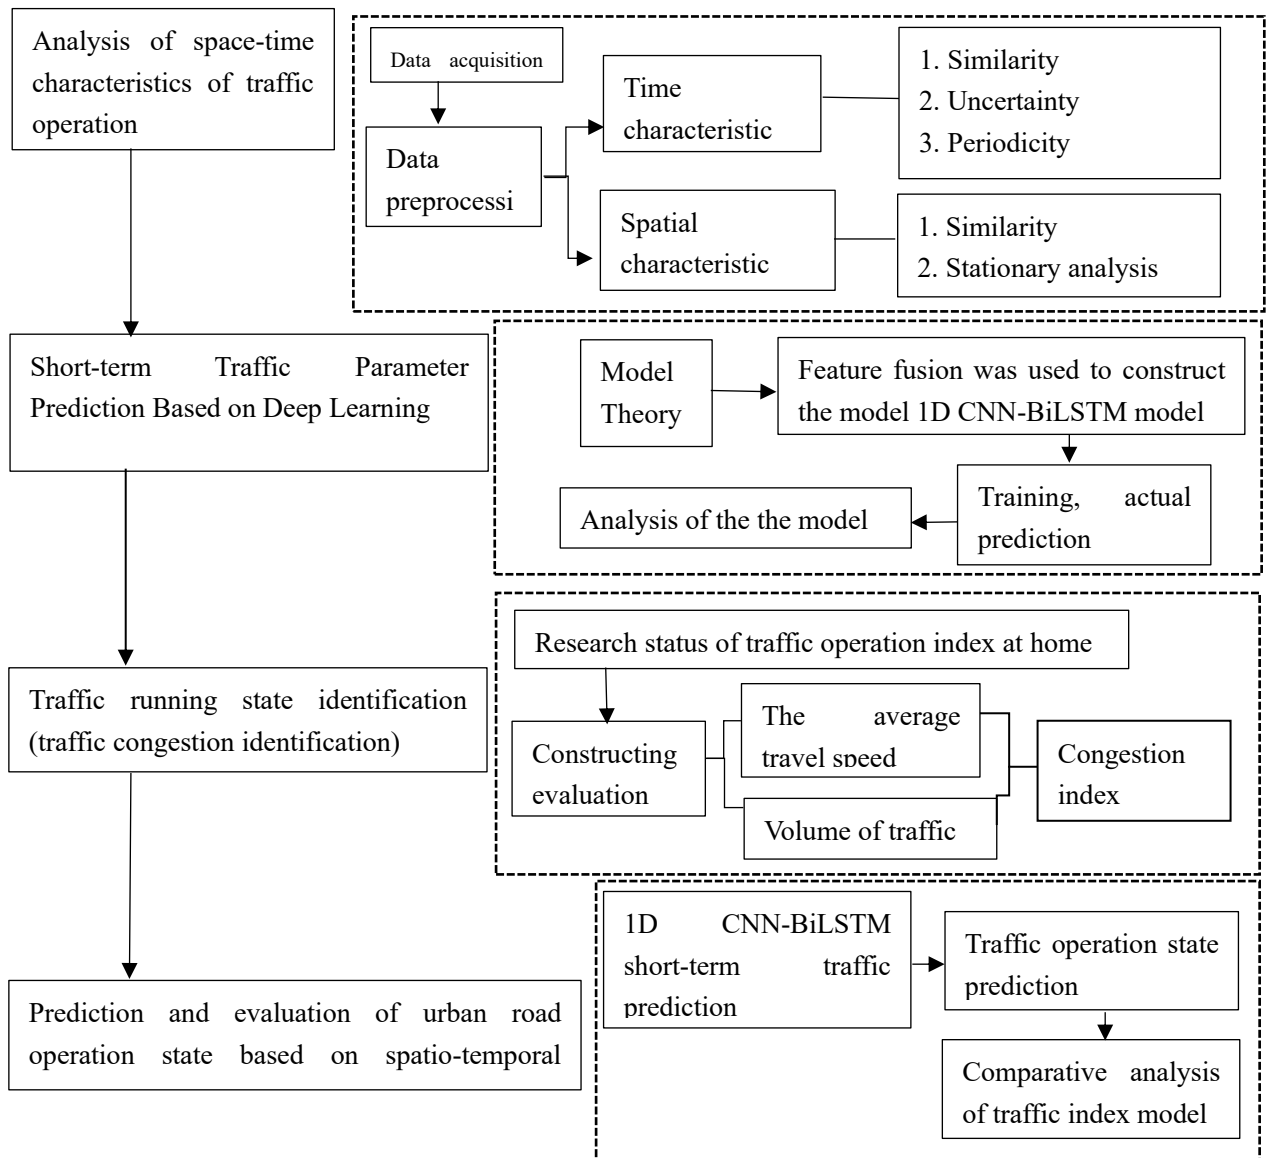 Analysis of space-time
characteristics of traffic
operation
Data acquisition
Data
preprocessi
Time
characteristic
1. Similarity
2. Uncertainty
3. Periodicity
Spatial
characteristic
1. Similarity
2. Stationary analysis
Short-term Traffic Parameter
Prediction Based on Deep Learning
Model
Theory
Feature fusion was used to construct
the model 1D CNN-BiLSTM model
Training, actual
prediction
Analysis of the the model
Traffic running state identification
(traffic congestion identification)
Research status of traffic operation index at home
Constructing
evaluation
The average
travel speed
Volume of traffic
Congestion
index
Prediction and evaluation of urban road
operation state based on spatio-temporal
1D CNN-BiLSTM
short-term traffic
prediction
Traffic operation state
prediction
Comparative analysis
of traffic index model